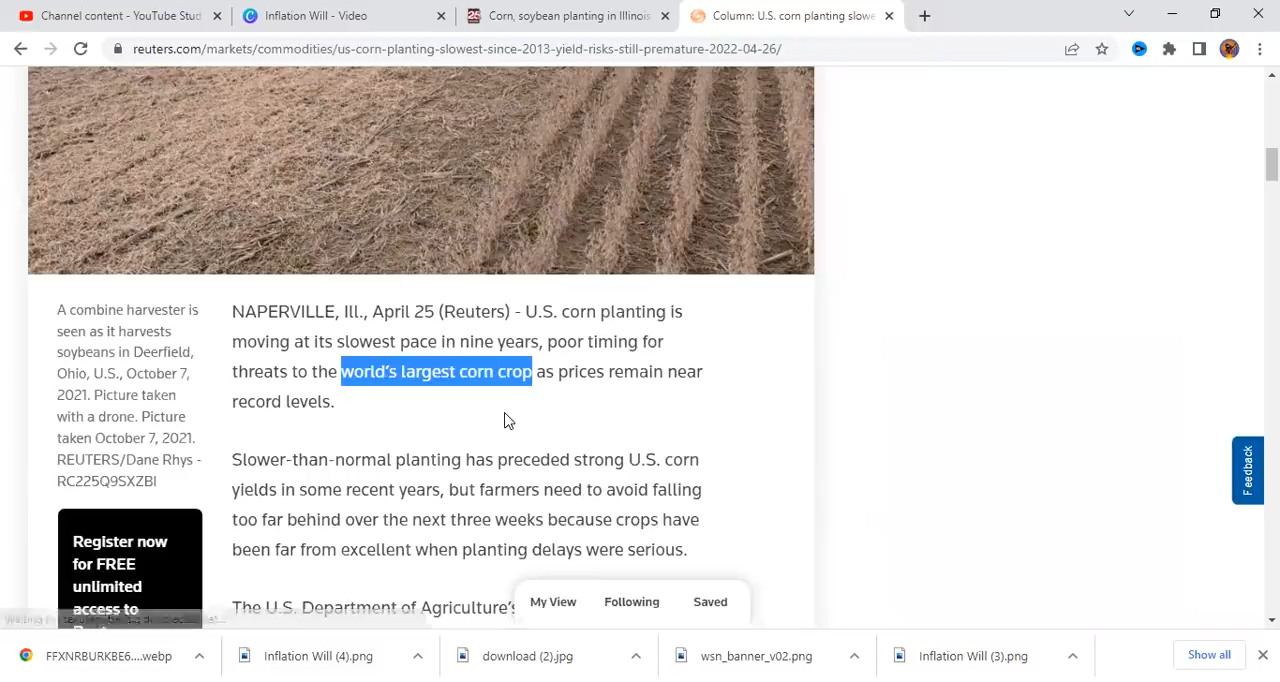 Channel content - YouTube Stud
Inflation Will - Video
Corn, soybean planting in Illinois
Column: U.S. corn planting slowe
reuters.com/markets/commodities/us-corn-planting-slowest-since-2013-yield-risks-still-premature-2022-04-26/
A combine harvester is
seen as it harvests
soybeans in Deerfield,
Ohio, U.S., October 7,
2021. Picture taken
with a drone. Picture
taken October 7, 2021.
REUTERS/Dane Rhys -
RC225Q9SXZBI
Register now
for FREE
unlimited
access to
NAPERVILLE, Ill., April 25 (Reuters) - U.S. corn planting is
moving at its slowest pace in nine years, poor timing for
threats to the world's largest corn crop as prices remain near
record levels.
Slower-than-normal planting has preceded strong U.S. corn
yields in some recent years, but farmers need to avoid falling
too far behind over the next three weeks because crops have
been far from excellent when planting delays were serious.
The U.S. Department of Agriculture's
My View
Following
Saved
Feedback
FFXNRBURKBE6....webp
Inflation Will (4).png
download (2).jpg
wsn_banner_v02.png
Inflation Will (3).png
Show all